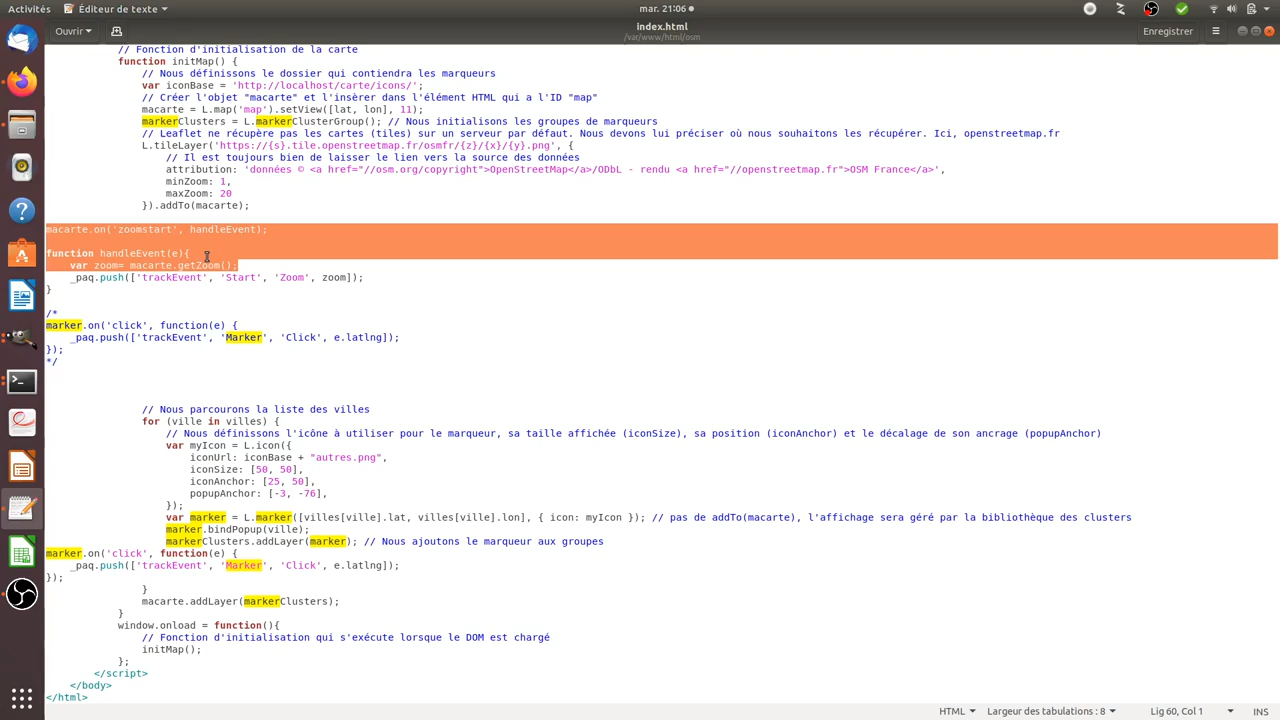 Activités
Éditeur de texte
mar. 21:06
Ouvrir
index.html
/var/www/html/osm
Enregistrer
// Fonction d'initialisation de la carte
function initMap() {
// Nous définissons le dossier qui contiendra les marqueurs
var iconBase = 'http://localhost/carte/icons/';
// Créer l'objet "macarte" et l'insèrer dans l'élément HTML qui a l'ID "map"
macarte = L.map('map').setView([lat, lon], 11);
markerClusters = L.markerClusterGroup(); // Nous initialisons les groupes de marqueurs
// Leaflet ne récupère pas les cartes (tiles) sur un serveur par défaut. Nous devons lui préciser où nous souhaitons les récupérer. Ici, openstreetmap.fr
L.tileLayer('https://{s}.tile.openstreetmap.fr/osmfr/{z}/{x}/{y}.png', {
// Il est toujours bien de laisser le lien vers la source des données
attribution: 'données © <a href="//osm.org/copyright">OpenStreetMap</a>/ODbL - rendu <a href="//openstreetmap.fr">OSM France</a>',
minZoom: 1,
maxZoom: 20
}).addTo(macarte);
macarte.on('zoomstart', handleEvent);
function handleEvent(e){
var zoom= macarte.getZoom();
_paq.push(['trackEvent', 'Start', 'Zoom', zoom]);
}
/*
marker.on('click', function(e) {
_paq.push(['trackEvent', 'Marker', 'Click', e.latlng]);
});
*/
// Nous parcourons la liste des villes
for (ville in villes) {
// Nous définissons l'icône à utiliser pour le marqueur, sa taille affichée (iconSize), sa position (iconAnchor) et le décalage de son ancrage (popupAnchor)
var myIcon = L.icon({
iconUrl: iconBase + "autres.png",
iconSize: [50, 50],
iconAnchor: [25, 50],
popupAnchor: [-3, -76],
});
var marker = L.marker([villes[ville].lat, villes[ville].lon], { icon: myIcon }); // pas de addTo(macarte), l'affichage sera géré par la bibliothèque des clusters
marker.bindPopup(ville);
markerClusters.addLayer(marker); // Nous ajoutons le marqueur aux groupes
marker.on('click', function(e) {
_paq.push(['trackEvent', 'Marker', 'Click', e.latlng]);
});
}
macarte.addLayer(markerClusters);
}
window.onload = function(){
// Fonction d'initialisation qui s'exécute lorsque le DOM est chargé
initMap();
};
</script>
</body>
</html>
HTML
Largeur des tabulations : 8
Lig 60, Col 1
INS